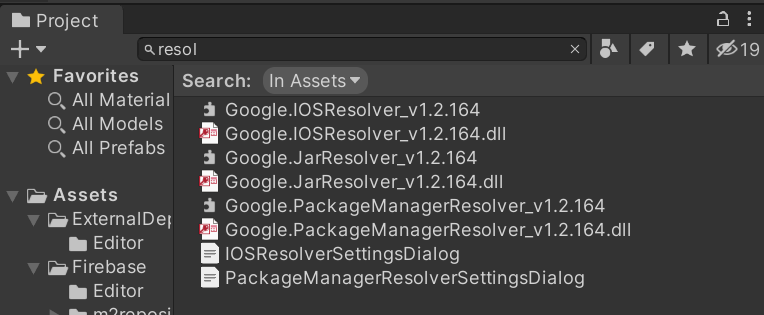 Project
resol
19
Favorites
All Material
All Models
All Prefabs
Assets
ExternalDep
Editor
Firebase
Editor
m2reposi
Search: In Assets
Google.IOSResolver_v1.2.164
Google.IOSResolver_v1.2.164.dll
Google.JarResolver_v1.2.164
Google.JarResolver_v1.2.164.dll
Google.PackageManagerResolver_v1.2.164
Google.PackageManagerResolver_v1.2.164.dll
IOSResolverSettingsDialog
PackageManagerResolverSettingsDialog